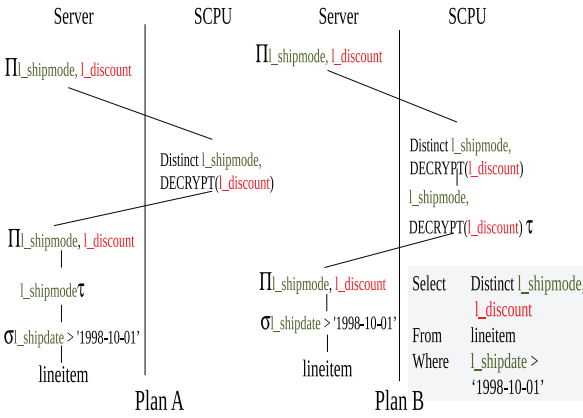 Server SCPU
Πl_shipmode, l_discount
Distinct l_shipmode,
DECRYPT(l_discount)
Πl_shipmode, l_discount
l_shipmodeτ
σl_shipdate > '1998-10-01'
lineitem
Plan A
Server SCPU
Πl_shipmode, l_discount
Distinct l_shipmode,
DECRYPT(l_discount)
l_shipmode,
DECRYPT(l_discount) τ
Πl_shipmode, l_discount
σl_shipdate > '1998-10-01'
lineitem
Plan B
Select Distinct l_shipmode,
l_discount
From lineitem
Where l_shipdate >
‘1998-10-01’